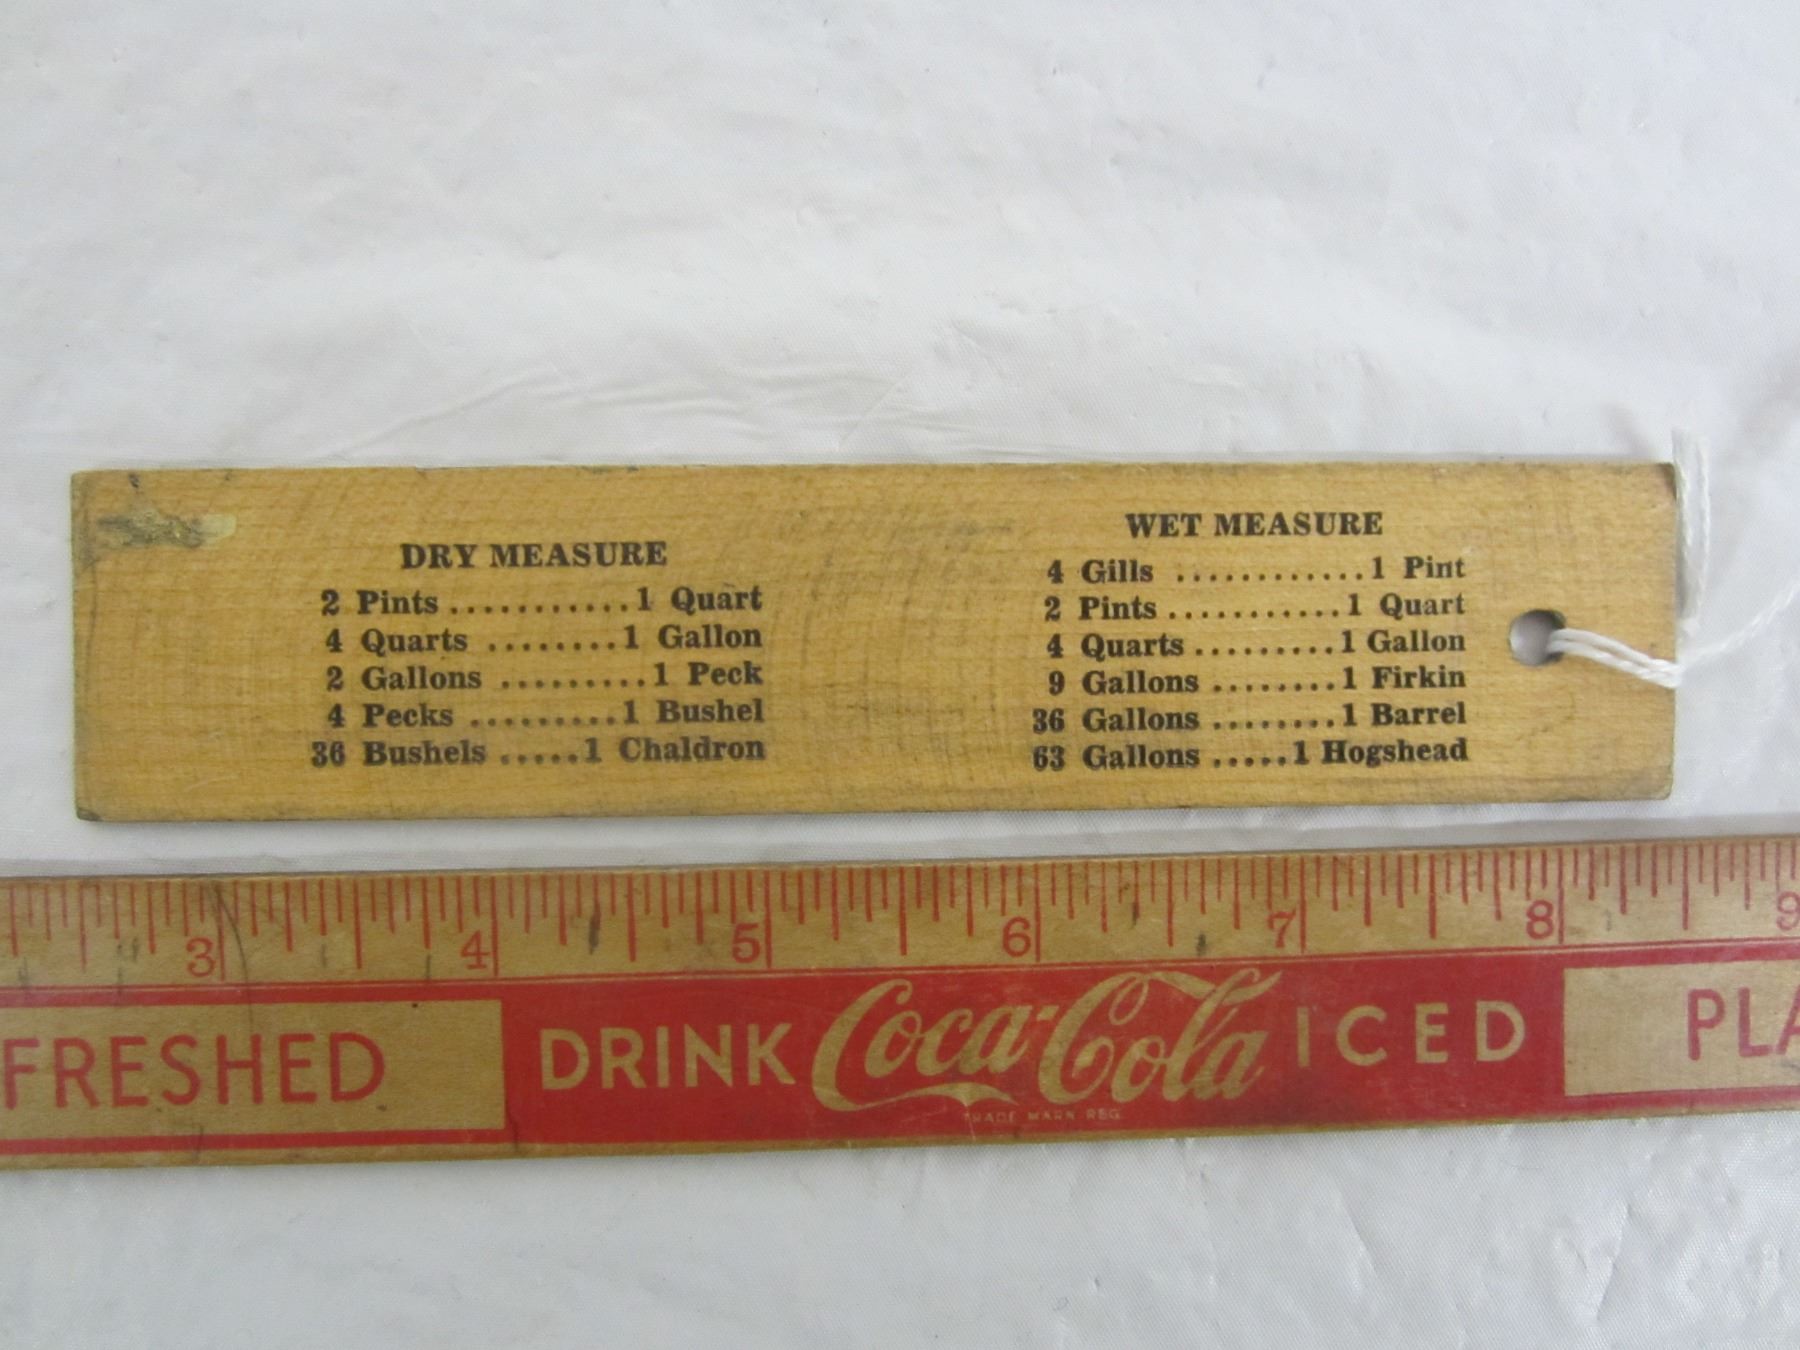 DRY MEASURE
2 Pints...........1 Quart
4 Quarts ........1 Gallon
2 Gallons .........1 Peck
4 Pecks .........1 Bushel
36 Bushels .....1 Chaldron
WET MEASURE
4 Gills ............1 Pint
2 Pints...........1 Quart
4 Quarts.........1 Gallon
9 Gallons ........1 Firkin
36 Gallons ........1 Barrel
63 Gallons .....1 Hogshead
3 4 5 6 7 8 9
FRESHED DRINK Coca-Cola ICED PLA
TRADE MARK REG.